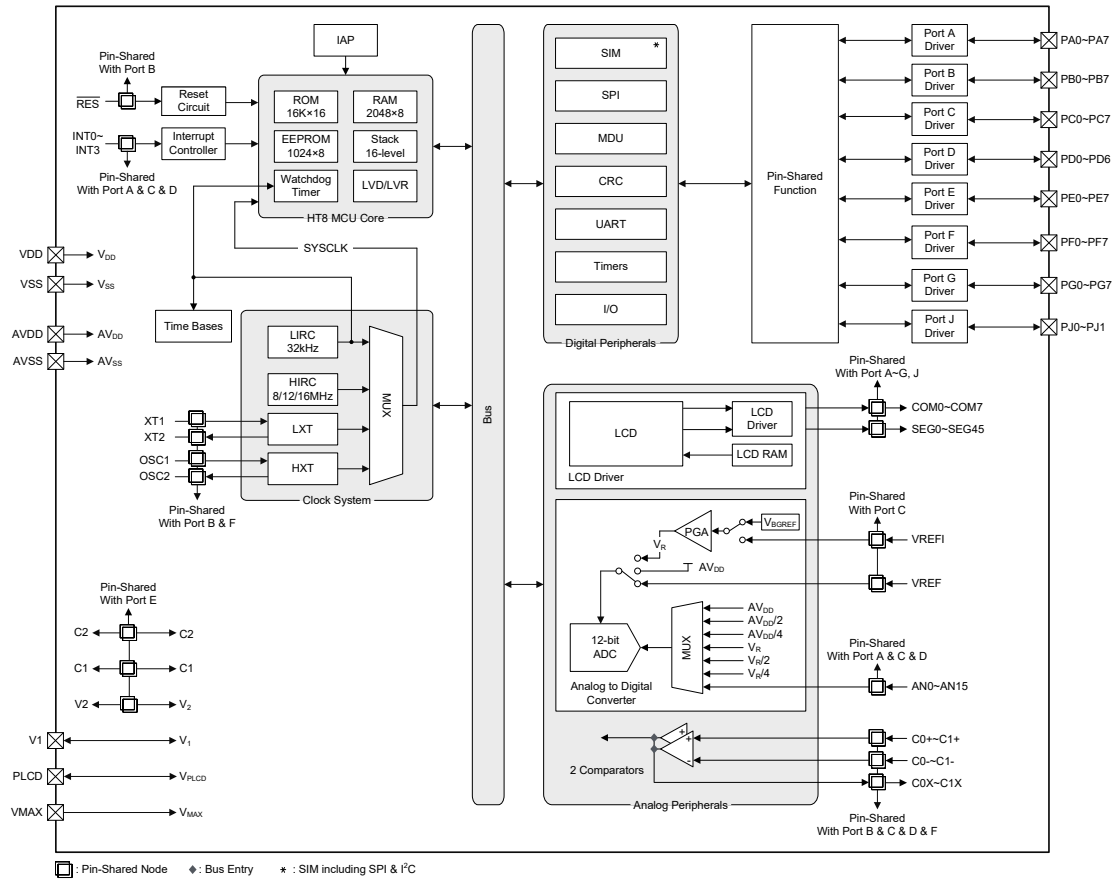 IAP
Pin-Shared
With Port B
RES
Reset
Circuit
INT0~
INT3
Interrupt
Controller
Pin-Shared
With Port A & C & D
ROM
16K×16
RAM
2048×8
EEPROM
1024×8
Stack
16-level
Watchdog
Timer
LVD/LVR
HT8 MCU Core
SYSCLK
VDD
VDD
VSS
VSS
AVDD
AVDD
AVSS
AVSS
Time Bases
LIRC
32kHz
HIRC
8/12/16MHz
LXT
HXT
MUX
Clock System
XT1
XT2
OSC1
OSC2
Pin-Shared
With Port B & F
Pin-Shared
With Port E
C2
C2
C1
C1
V2
V2
V1
V1
PLCD
VPLCD
VMAX
VMAX
Bus
SIM
*
SPI
MDU
CRC
UART
Timers
I/O
Digital Peripherals
Pin-Shared
Function
Port A
Driver
PA0~PA7
Port B
Driver
PB0~PB7
Port C
Driver
PC0~PC7
Port D
Driver
PD0~PD6
Port E
Driver
PE0~PE7
Port F
Driver
PF0~PF7
Port G
Driver
PG0~PG7
Port J
Driver
PJ0~PJ1
Pin-Shared
With Port A~G, J
LCD
LCD
Driver
LCD RAM
LCD Driver
COM0~COM7
SEG0~SEG45
Pin-Shared
With Port C
PGA
VBGREF
VR
AVDD
VREFI
VREF
12-bit
ADC
MUX
AVDD
AVDD/2
AVDD/4
VR
VR/2
VR/4
Analog to Digital
Converter
Pin-Shared
With Port A & C & D
AN0~AN15
+
+
-
2 Comparators
C0+~C1+
C0-~C1-
C0X~C1X
Analog Peripherals
Pin-Shared
With Port B & C & D & F
: Pin-Shared Node
: Bus Entry
* : SIM including SPI & I²C